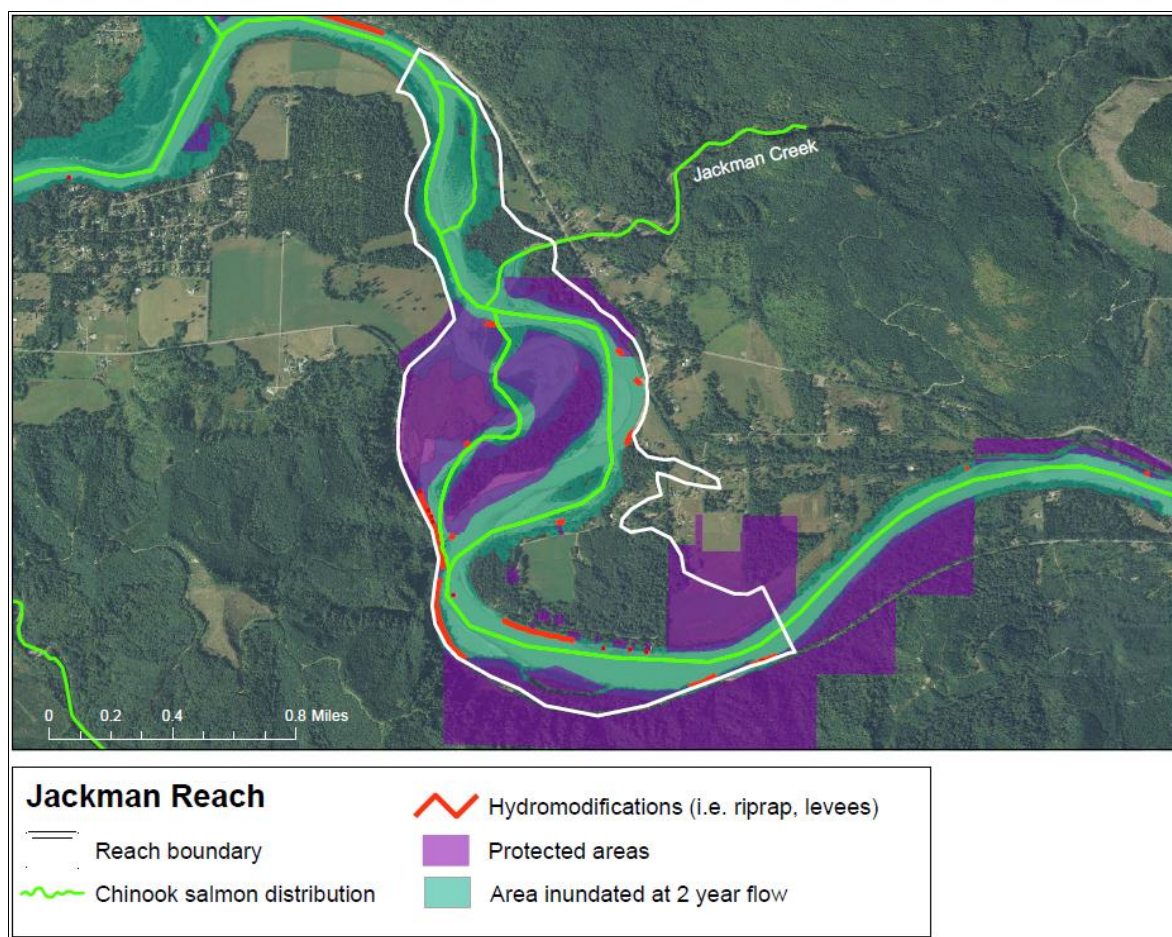 Jackman Creek
0 0.2 0.4 0.8 Miles
Jackman Reach
Reach boundary
Chinook salmon distribution
Hydromodifications (i.e. riprap, levees)
Protected areas
Area inundated at 2 year flow